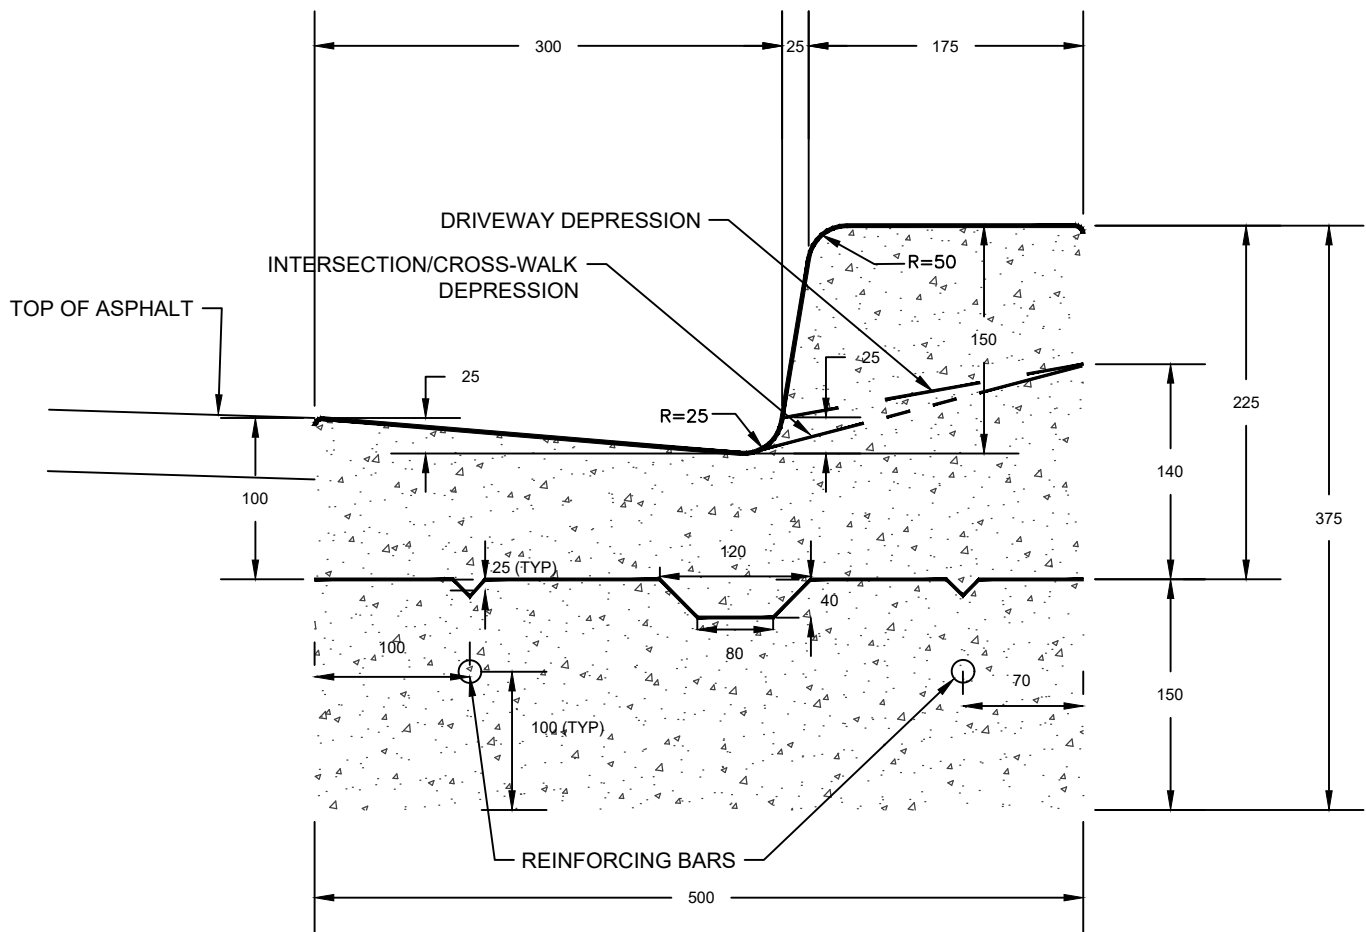 300
25
175
DRIVEWAY DEPRESSION
R=50
INTERSECTION/CROSS-WALK
DEPRESSION
TOP OF ASPHALT
150
25
25
225
R=25
140
100
375
120
25 (TYP)
40
100
80
70
150
100 (TYP)
REINFORCING BARS
500